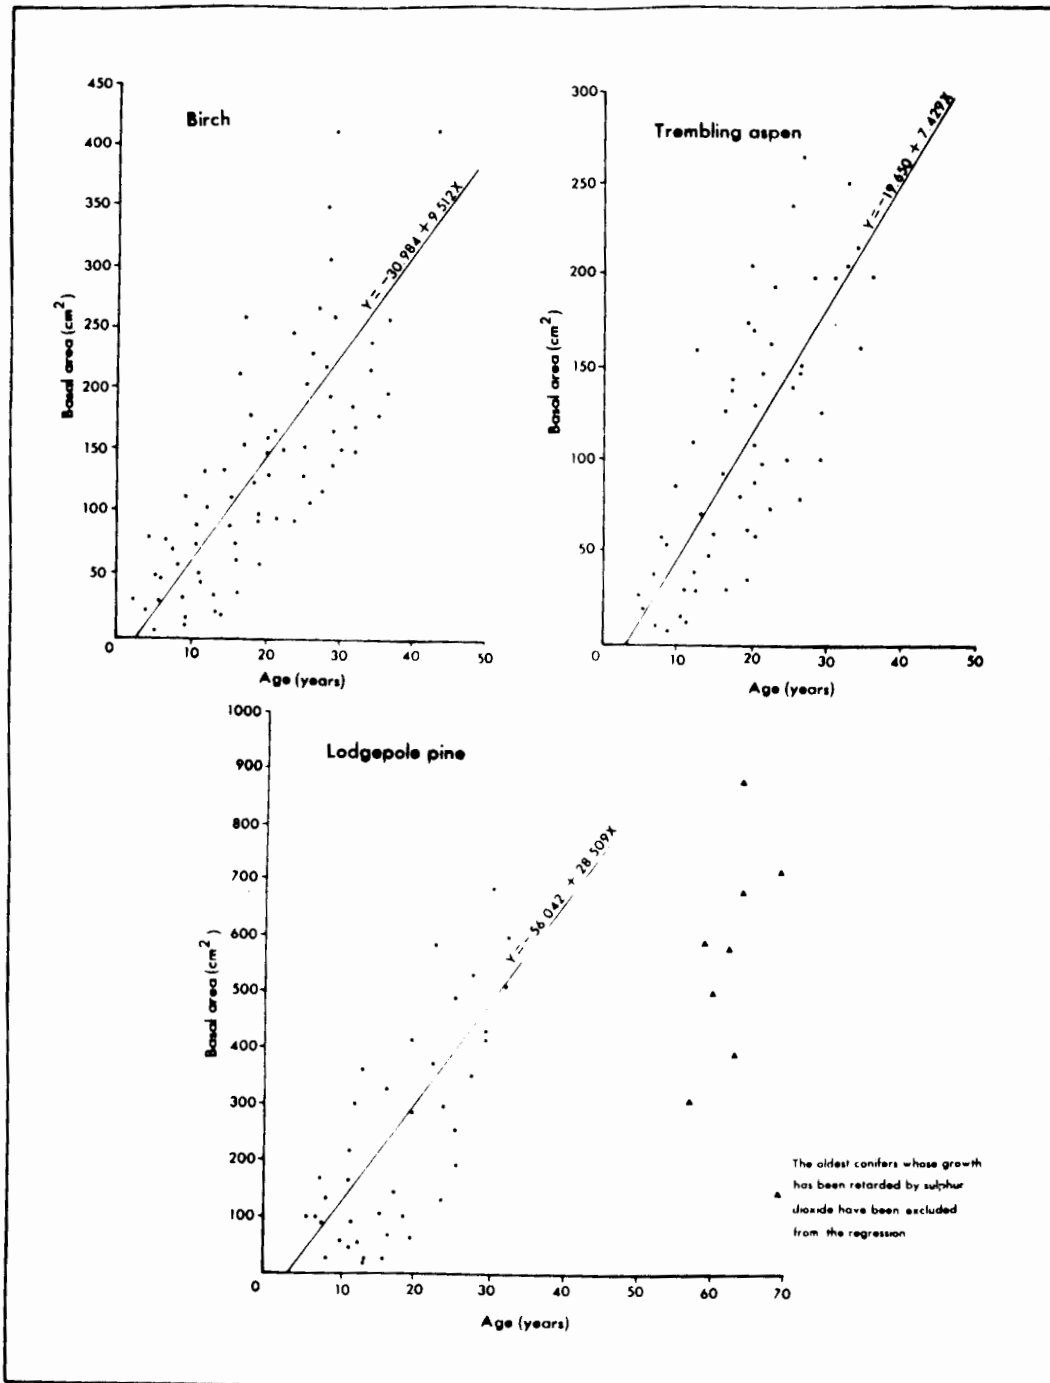 Birch
450
400
350
300
250
200
150
100
50
0
10
20
30
40
50
Basal area (cm²)
Age (years)
Y = −30.984 + 9.512X
Trembling aspen
300
250
200
150
100
50
0
10
20
30
40
50
Basal area (cm²)
Age (years)
Y = −19.650 + 7.429X
Lodgepole pine
1000
900
800
700
600
500
400
300
200
100
0
10
20
30
40
50
60
70
Basal area (cm²)
Age (years)
Y = − 56.042 + 28.509X
The oldest conifers whose growth
has been retarded by sulphur
dioxide have been excluded
from the regression